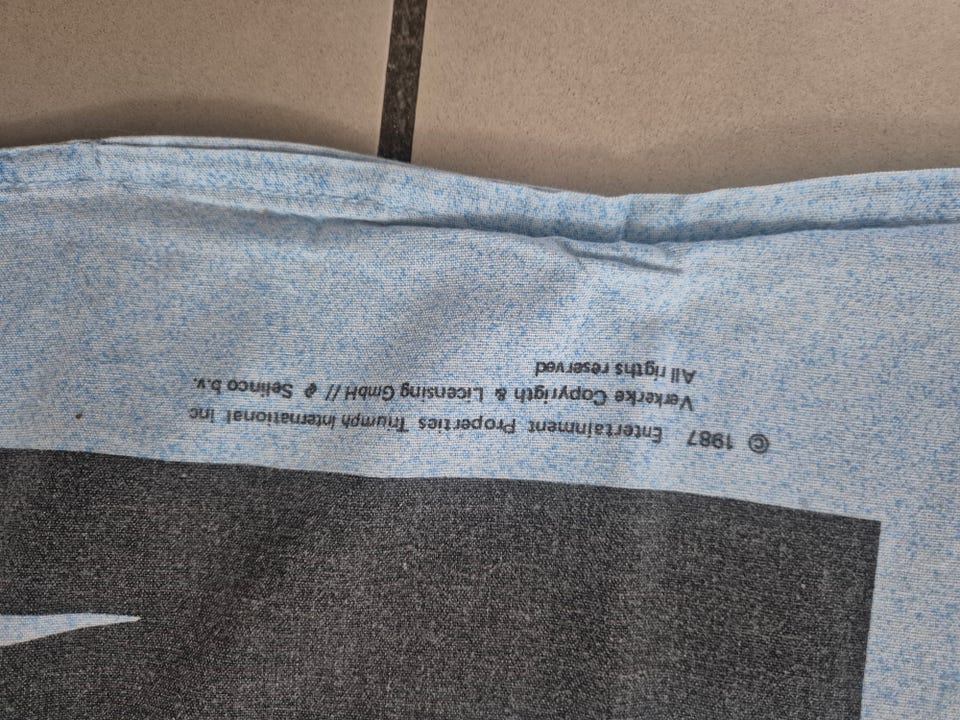 © 1987 Entertainment Properties Triumph International Inc
Verkerke Copyrigth & Licensing GmbH // Selinco b.v.
All rigths reserved